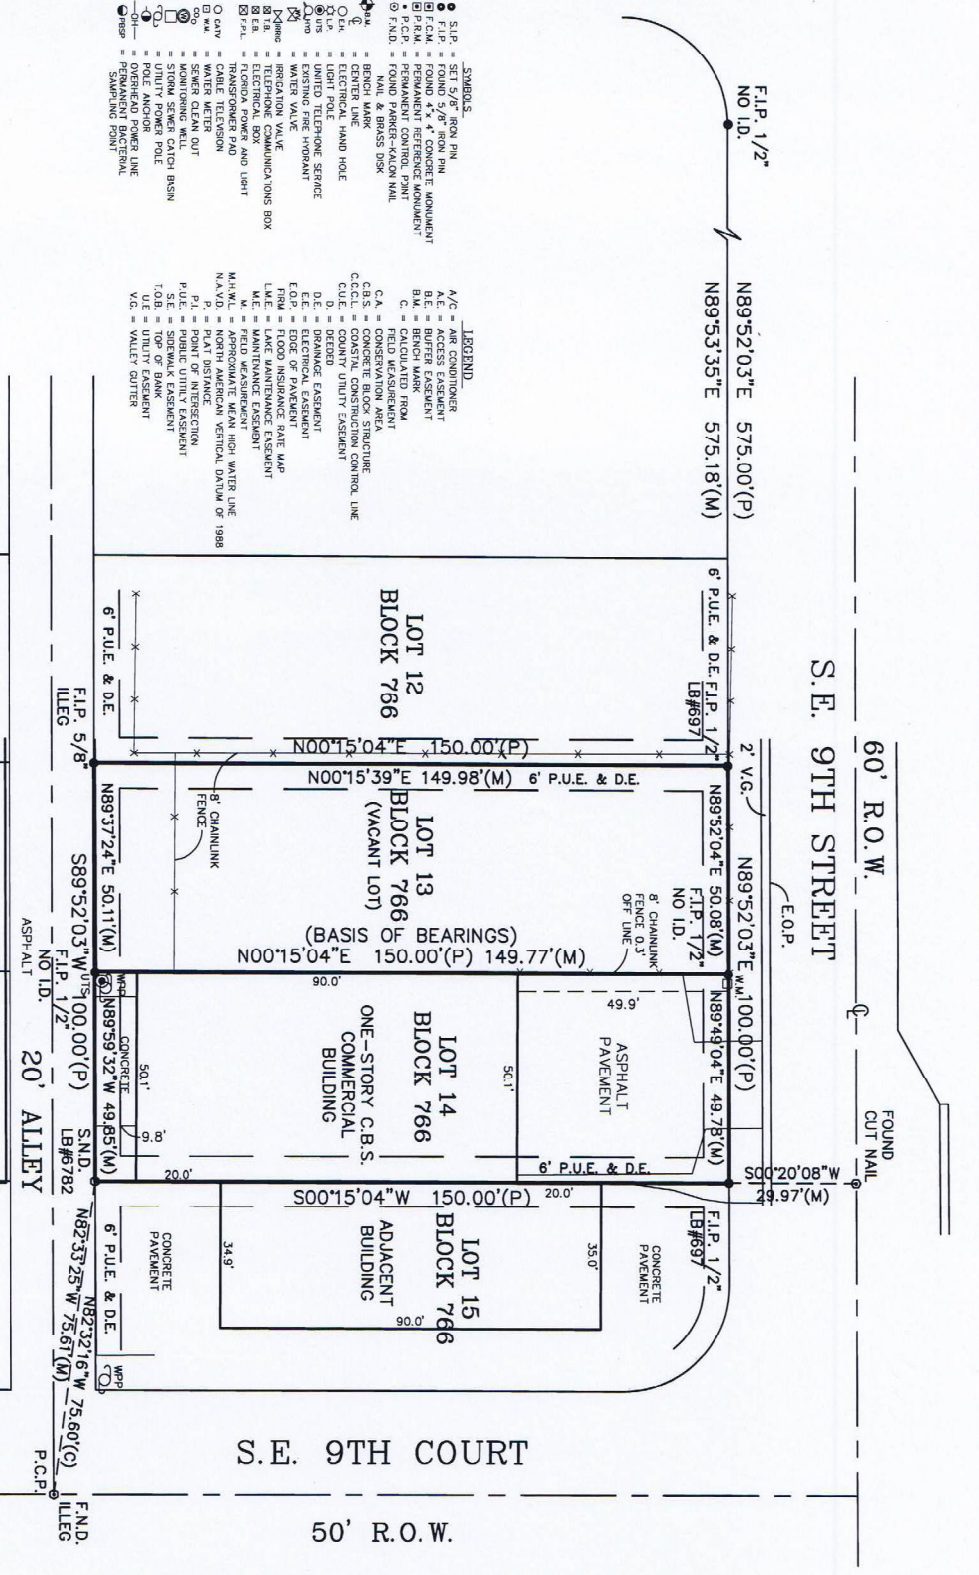 F.I.P. 1/2"
NO I.D.
N89°52'03"E 575.00'(P)
N89°53'35"E 575.18'(M)
S.E. 9TH STREET
60' R.O.W.
℄
FOUND
CUT NAIL
S00°20'08"W
29.97'(M)
E.O.P.
2' V.G.
N89°52'03"E 100.00'(P)
W.M.
SYMBOLS
S.I.P. = SET 5/8" IRON PIN
F.I.P. = FOUND 5/8" IRON PIN
F.C.M. = FOUND 4"x 4" CONCRETE MONUMENT
P.R.M. = PERMANENT REFERENCE MONUMENT
P.C.P. = PERMANENT CONTROL POINT
F.N.D. = FOUND PARKER-KALON NAIL
NAIL & BRASS DISK
B.M. = BENCH MARK
℄ = CENTER LINE
E.H. = ELECTRICAL HAND HOLE
L.P. = LIGHT POLE
UTS = UNITED TELEPHONE SERVICE
HYD = EXISTING FIRE HYDRANT
WV = WATER VALVE
IRRIG = IRRIGATION VALVE
T.B. = TELEPHONE COMMUNICATIONS BOX
E.B. = ELECTRICAL BOX
F.P.L. = FLORIDA POWER AND LIGHT
TRANSFORMER PAD
CATV = CABLE TELEVISION
W.M. = WATER METER
CO = SEWER CLEAN OUT
= MONITORING WELL
= STORM SEWER CATCH BASIN
= UTILITY POWER POLE
= POLE ANCHOR
OH = OVERHEAD POWER LINE
PBSP = PERMANENT BACTERIAL
SAMPLING POINT
LEGEND
A/C = AIR CONDITIONER
A.E. = ACCESS EASEMENT
B.E. = BUFFER EASEMENT
B.M. = BENCH MARK
C. = CALCULATED FROM
FIELD MEASUREMENT
C.A. = CONSERVATION AREA
C.B.S. = CONCRETE BLOCK STRUCTURE
C.C.C.L. = COASTAL CONSTRUCTION CONTROL LINE
C.U.E. = COUNTY UTILITY EASEMENT
D. = DEEDED
D.E. = DRAINAGE EASEMENT
E.E. = ELECTRICAL EASEMENT
E.O.P. = EDGE OF PAVEMENT
FIRM = FLOOD INSURANCE RATE MAP
L.M.E. = LAKE MAINTENANCE EASEMENT
M.E. = MAINTENANCE EASEMENT
M. = FIELD MEASUREMENT
M.H.W.L. = APPROXIMATE MEAN HIGH WATER LINE
N.A.V.D. = NORTH AMERICAN VERTICAL DATUM OF 1988
P. = PLAT DISTANCE
P.I. = POINT OF INTERSECTION
P.U.E. = PUBLIC UTILITY EASEMENT
S.E. = SIDEWALK EASEMENT
T.O.B. = TOP OF BANK
U.E. = UTILITY EASEMENT
V.G. = VALLEY GUTTER
6' P.U.E. & D.E.
F.I.P. 1/2"
LB#697
LOT 12
BLOCK 766
6' P.U.E. & D.E.
N00°15'04"E 150.00'(P)
N00°15'39"E 149.98'(M)
6' P.U.E. & D.E.
N89°52'04"E 50.08'(M)
F.I.P. 1/2"
NO I.D.
8' CHAINLINK
FENCE 0.3'
OFF LINE
LOT 13
BLOCK 766
(VACANT LOT)
8' CHAINLINK
FENCE
N89°37'24"E 50.11'(M)
(BASIS OF BEARINGS)
N00°15'04"E 150.00'(P) 149.77'(M)
N89°49'04"E 49.78'(M)
49.9'
ASPHALT
PAVEMENT
50.1'
90.0'
LOT 14
BLOCK 766
ONE-STORY C.B.S.
COMMERCIAL
BUILDING
50.1'
CONCRETE
9.8'
WPP
UTS
N89°59'32"W 49.85'(M)
6' P.U.E. & D.E.
20.0'
S00°15'04"W 150.00'(P)
20.0'
F.I.P. 1/2"
LB#697
CONCRETE
PAVEMENT
35.0'
LOT 15
BLOCK 766
ADJACENT
BUILDING
90.0'
34.9'
CONCRETE
PAVEMENT
6' P.U.E. & D.E.
WPP
F.I.P. 5/8"
ILLEG
S89°52'03"W 100.00'(P)
F.I.P. 1/2"
NO I.D.
ASPHALT
20' ALLEY
S.N.D.
LB#6782
N82°32'16"W 75.60'(C)
N82°33'25"W 75.61'(M)
P.C.P.
F.N.D.
ILLEG
S.E. 9TH COURT
50' R.O.W.